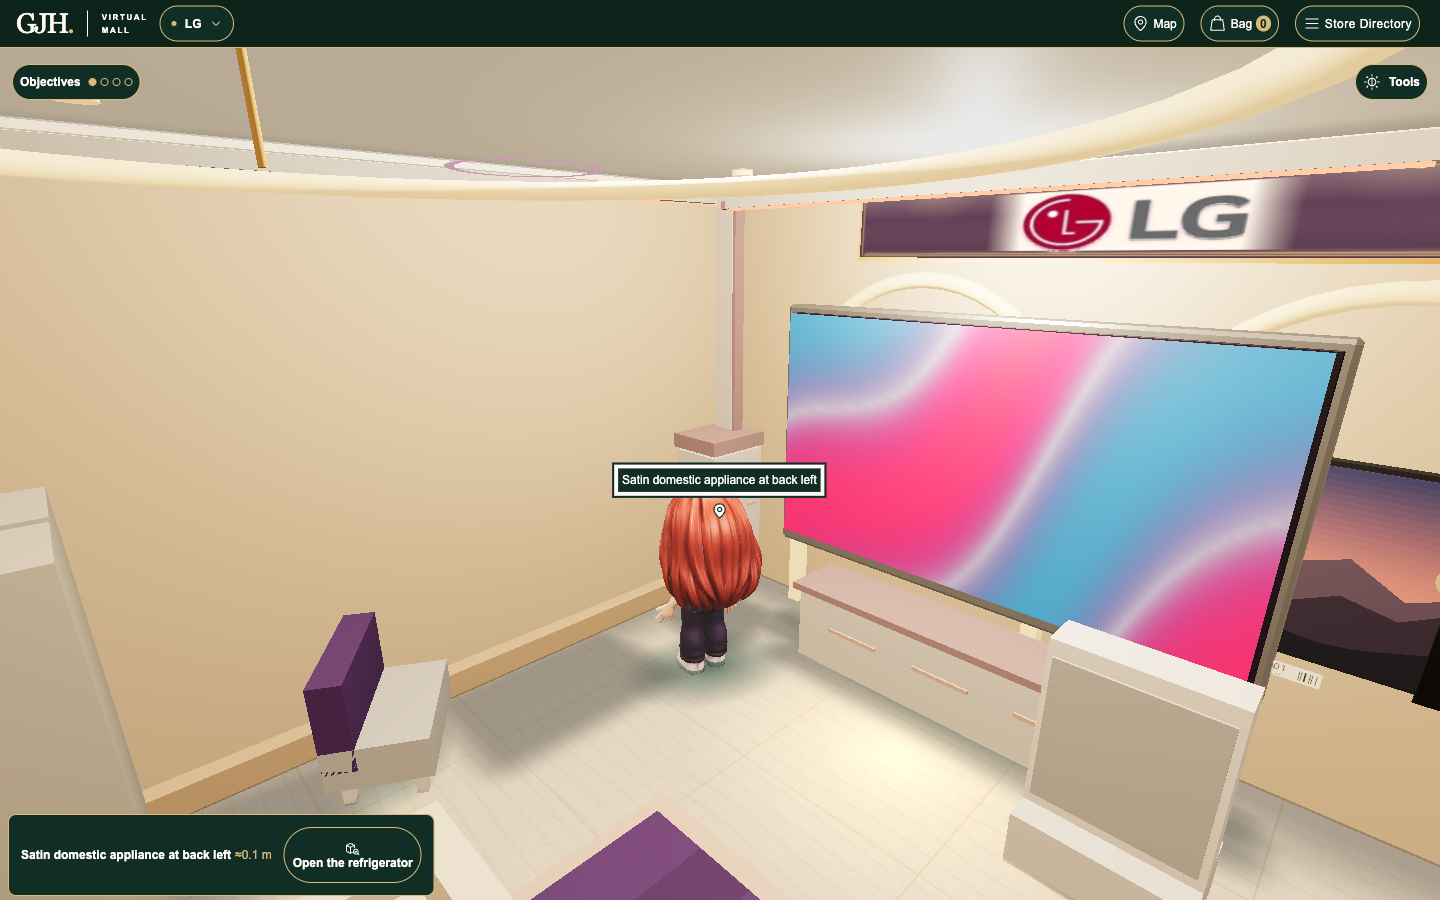 GJH.
VIRTUAL
MALL
LG
Map
Bag 0
Store Directory
Objectives
Tools
LG
Satin domestic appliance at back left
01
Satin domestic appliance at back left ≈0.1 m
Open the refrigerator